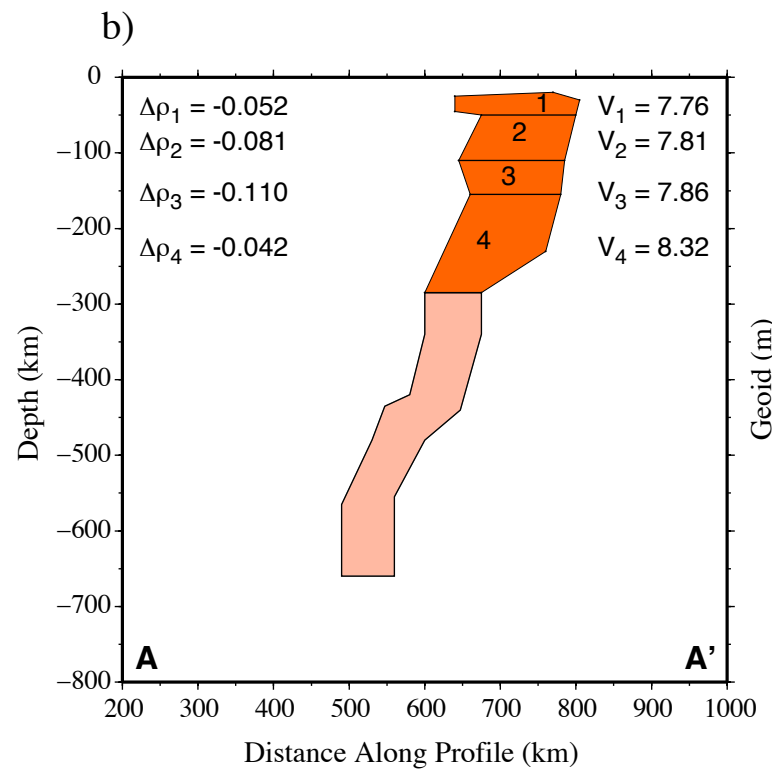 b)
0
Δρ₁ = -0.052
1
V₁ = 7.76
Δρ₂ = -0.081
2
V₂ = 7.81
–100
Δρ₃ = -0.110
3
V₃ = 7.86
–200
Δρ₄ = -0.042
4
V₄ = 8.32
–300
–400
–500
–600
–700
–800
Depth (km)
Geoid (m)
A
A’
200 300 400 500 600 700 800 900 1000
Distance Along Profile (km)